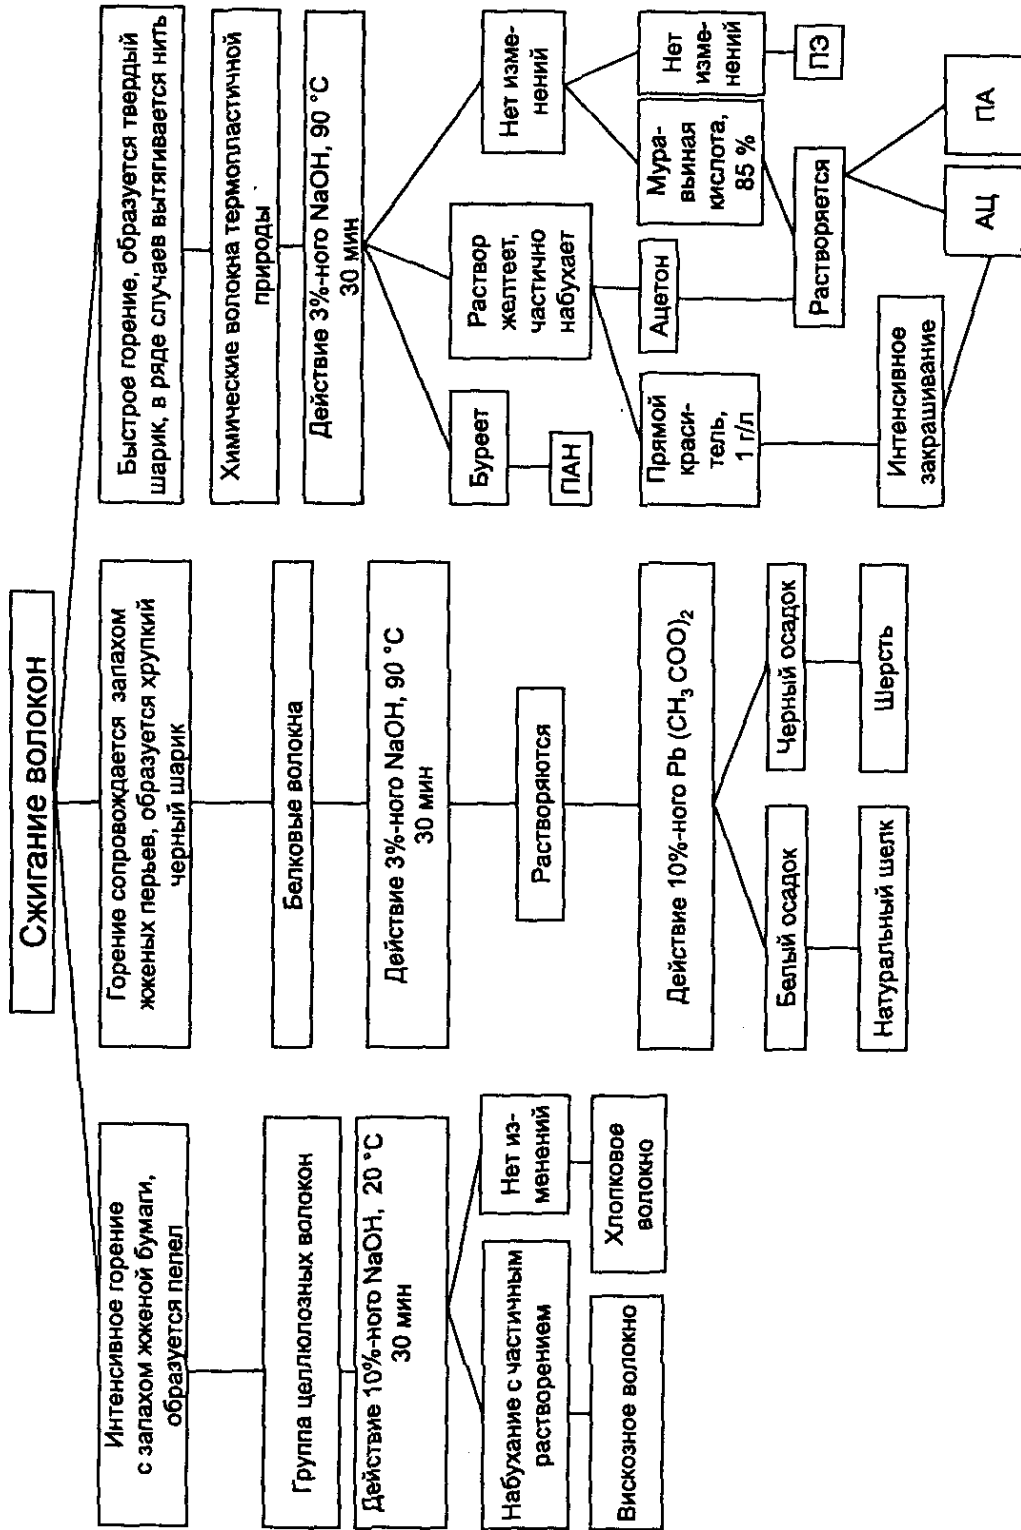 Сжигание волокон
Интенсивное горение
с запахом жженой бумаги,
образуется пепел
Группа целлюлозных волокон
Действие 10%-ного NaOH, 20 °C
30 мин
Набухание с частичным
растворением
Нет из-
менений
Вискозное волокно
Хлопковое
волокно
Горение сопровождается запахом
жженых перьев, образуется хрупкий
черный шарик
Белковые волокна
Действие 3%-ного NaOH, 90 °C
30 мин
Растворяются
Действие 10%-ного Pb (CH₃ COO)₂
Белый осадок
Черный осадок
Натуральный шелк
Шерсть
Быстрое горение, образуется твердый
шарик, в ряде случаев вытягивается нить
Химические волокна термопластичной
природы
Действие 3%-ного NaOH, 90 °C
30 мин
Буреет
Раствор
желтеет,
частично
набухает
Нет изме-
нений
ПАН
Прямой
краси-
тель,
1 г/л
Ацетон
Мура-
вьиная
кислота,
85 %
Нет
изме-
нений
ПЭ
Растворяется
Интенсивное
закрашивание
АЦ
ПА